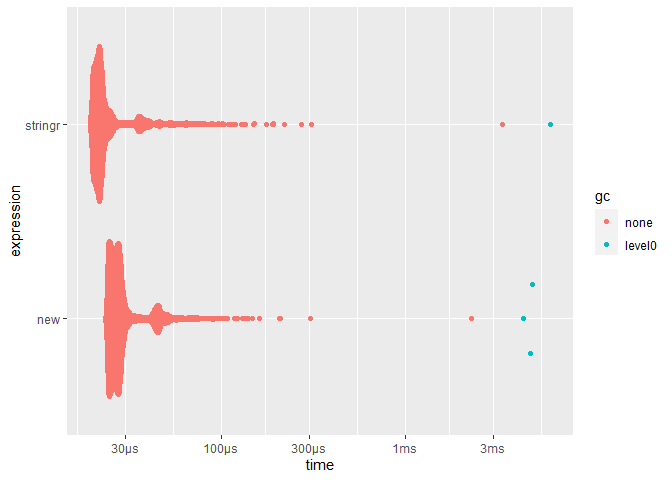 expression
stringr
new
30µs
100µs
300µs
1ms
3ms
time
gc
none
level0